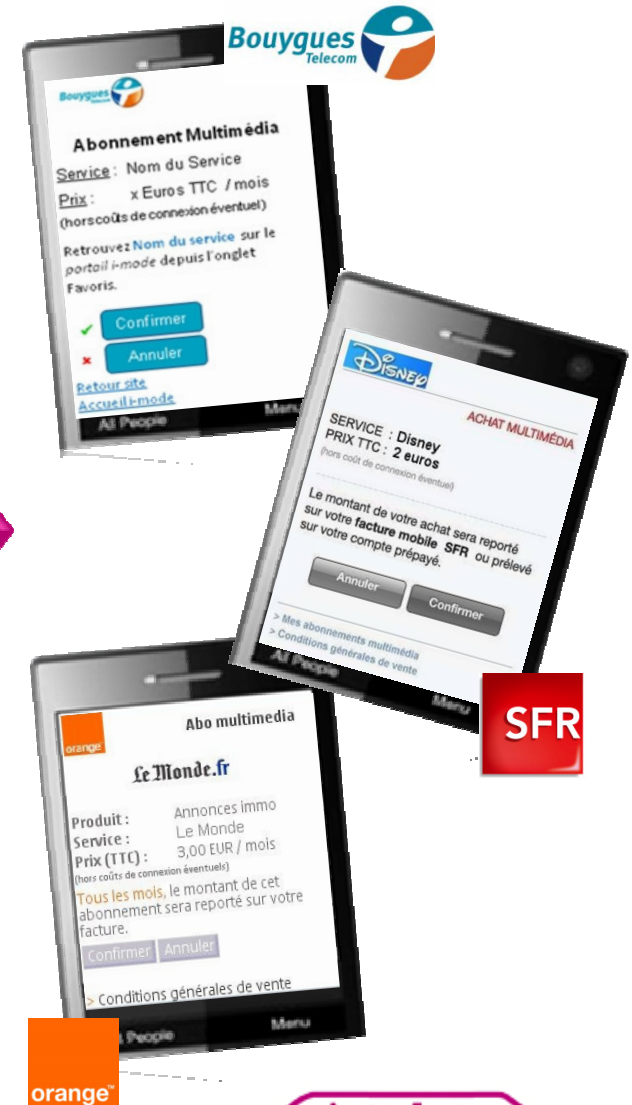 Bouygues
Telecom
Bouygues
Telecom
Abonnement Multimédia
Service : Nom du Service
Prix : x Euros TTC / mois
(hors coûts de connexion éventuel)
Retrouvez Nom du service sur le
portail i-mode depuis l'onglet
Favoris.
Confirmer
Annuler
Retour site
Accueil i-mode
All People Menu
Disney
ACHAT MULTIMÉDIA
SERVICE : Disney
PRIX TTC : 2 euros
(hors coût de connexion éventuel)
Le montant de votre achat sera reporté
sur votre facture mobile SFR ou prélevé
sur votre compte prépayé.
Annuler Confirmer
> Mes abonnements multimédia
> Conditions générales de vente
All People Menu
SFR
orange
Abo multimedia
Le Monde.fr
Produit : Annonces immo
Service : Le Monde
Prix (TTC) : 3,00 EUR / mois
(hors coûts de connexion éventuels)
Tous les mois, le montant de cet
abonnement sera reporté sur votre
facture.
Confirmer Annuler
> Conditions générales de vente
People Menu
orange™